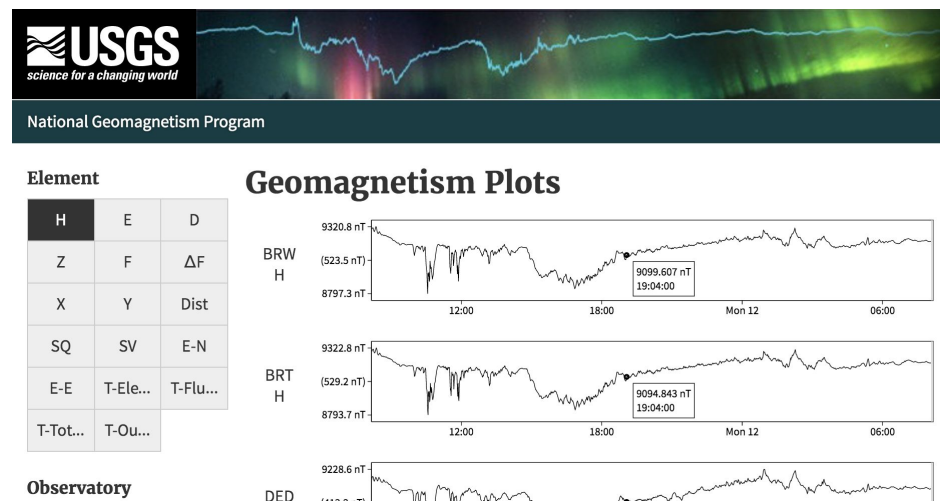 USGS
science for a changing world
National Geomagnetism Program
Element
H E D
Z F ΔF
X Y Dist
SQ SV E-N
E-E T-Ele... T-Flu...
T-Tot... T-Ou...
Observatory
Geomagnetism Plots
BRW
H
9320.8 nT
(523.5 nT)
8797.3 nT
9099.607 nT
19:04:00
12:00 18:00 Mon 12 06:00
BRT
H
9322.8 nT
(529.2 nT)
8793.7 nT
9094.843 nT
19:04:00
12:00 18:00 Mon 12 06:00
DED
9228.6 nT